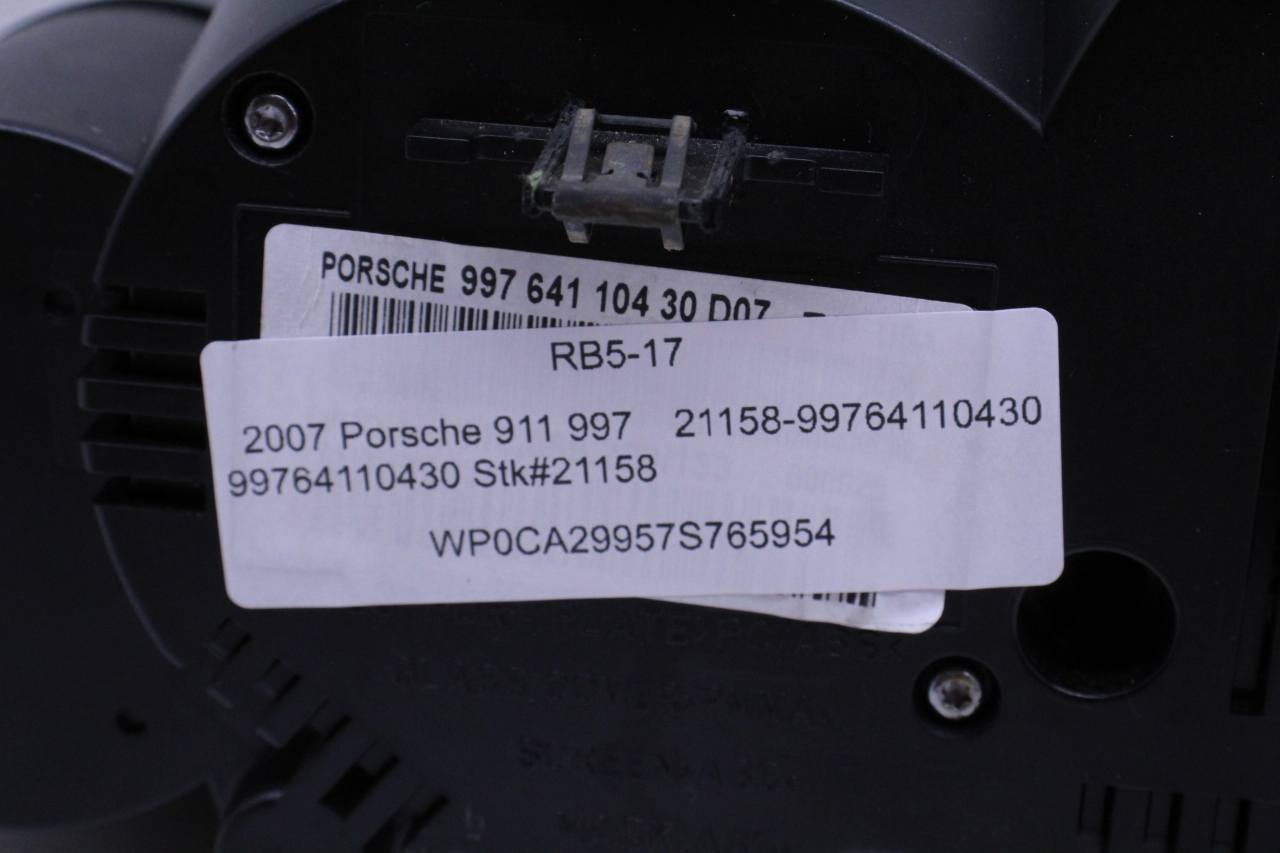 PORSCHE 997 641 104 30 D07
RB5-17
2007 Porsche 911 997 21158-99764110430
99764110430 Stk#21158
WP0CA29957S765954